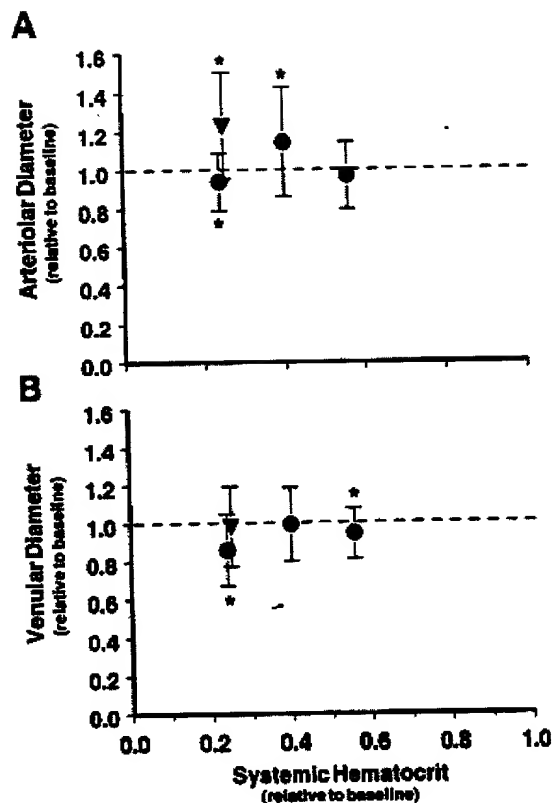 A
1.6
*
*
1.4
1.2
1.0
0.8
*
0.6
0.4
0.2
0.0
Arteriolar Diameter
(relative to baseline)
B
1.6
1.4
*
1.2
1.0
0.8
0.6
*
0.4
0.2
0.0
Venular Diameter
(relative to baseline)
0.0 0.2 0.4 0.6 0.8 1.0
Systemic Hematocrit
(relative to baseline)